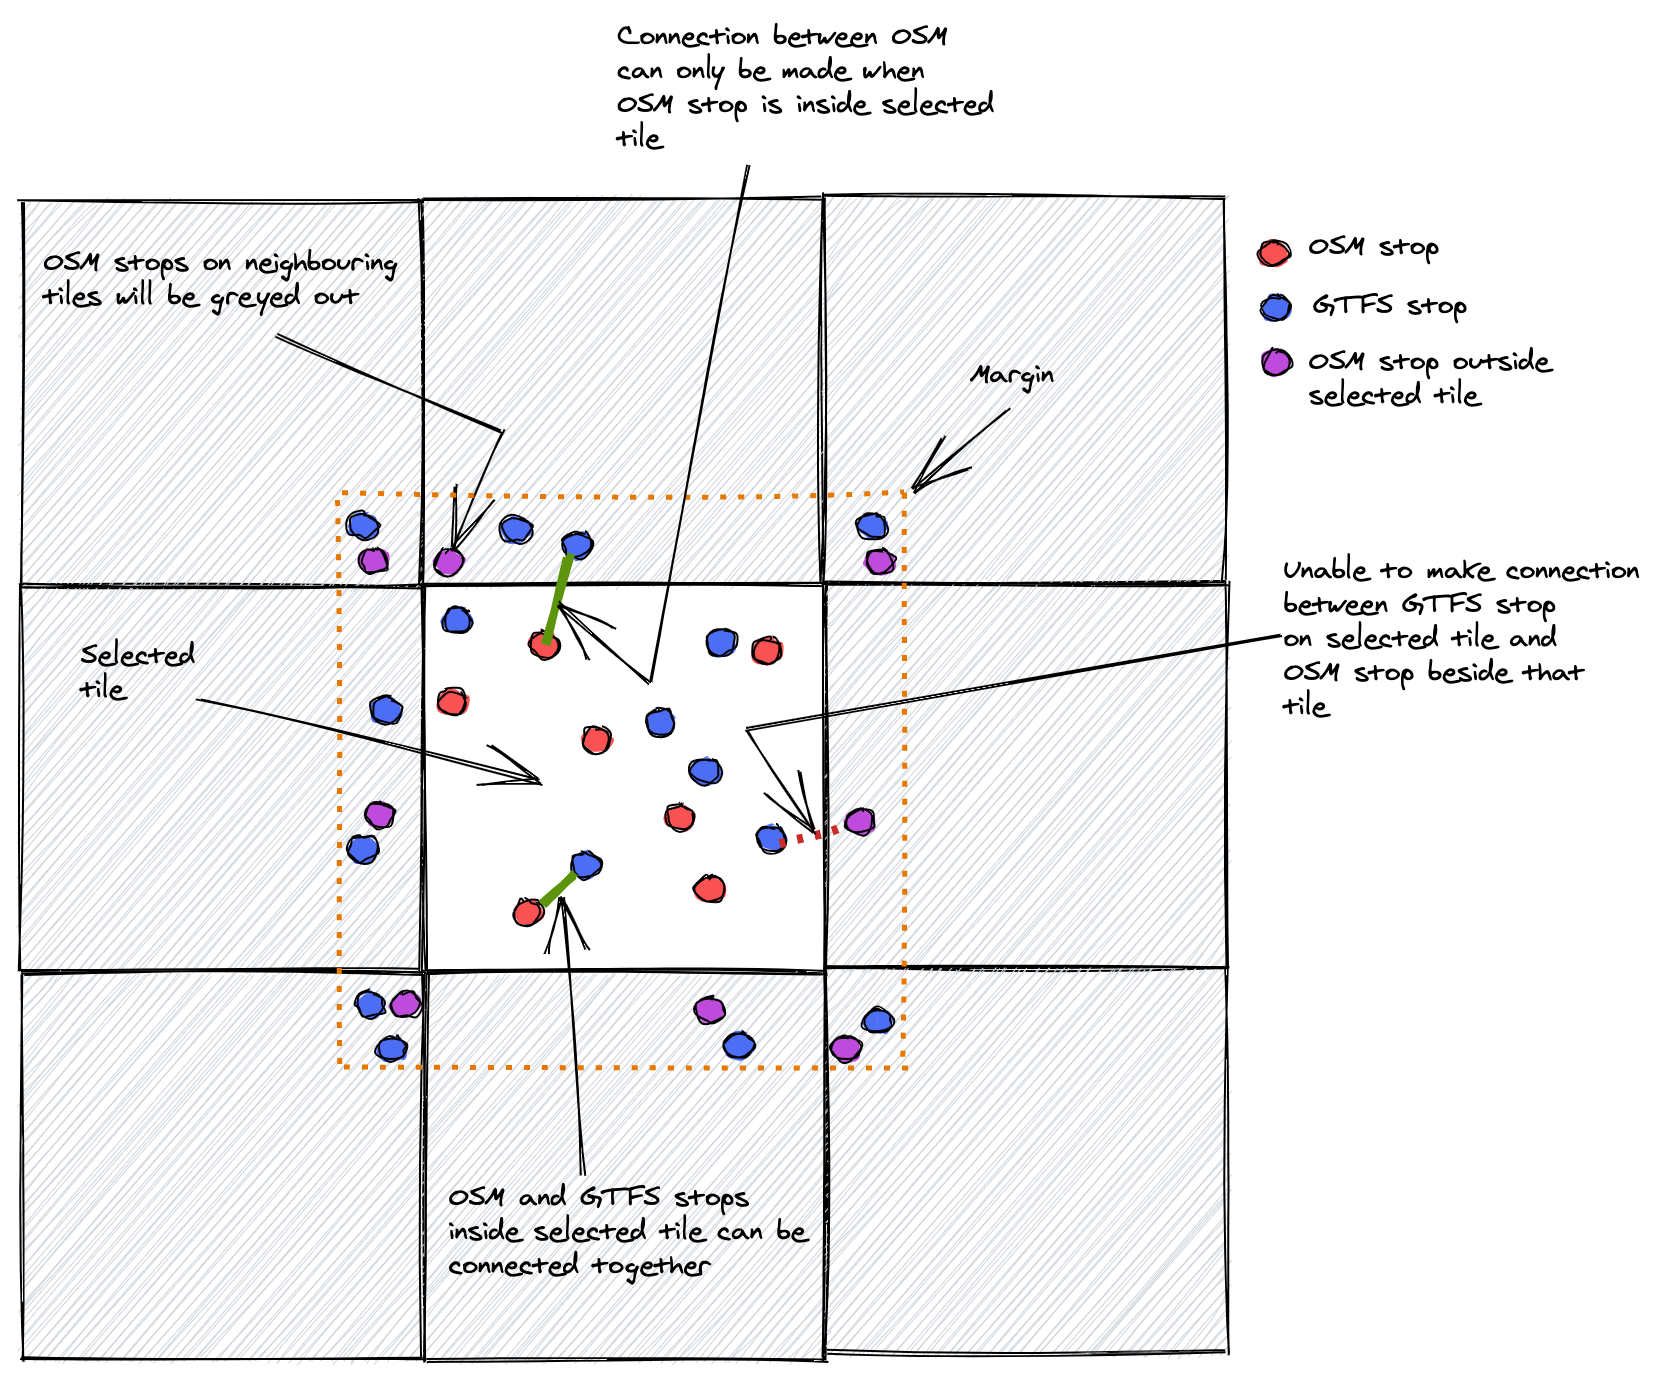 Connection between OSM
can only be made when
OSM stop is inside selected
tile
OSM stops on neighbouring
tiles will be greyed out
Margin
OSM stop
GTFS stop
OSM stop outside
selected tile
Selected
tile
Unable to make connection
between GTFS stop
on selected tile and
OSM stop beside that
tile
OSM and GTFS stops
inside selected tile can be
connected together